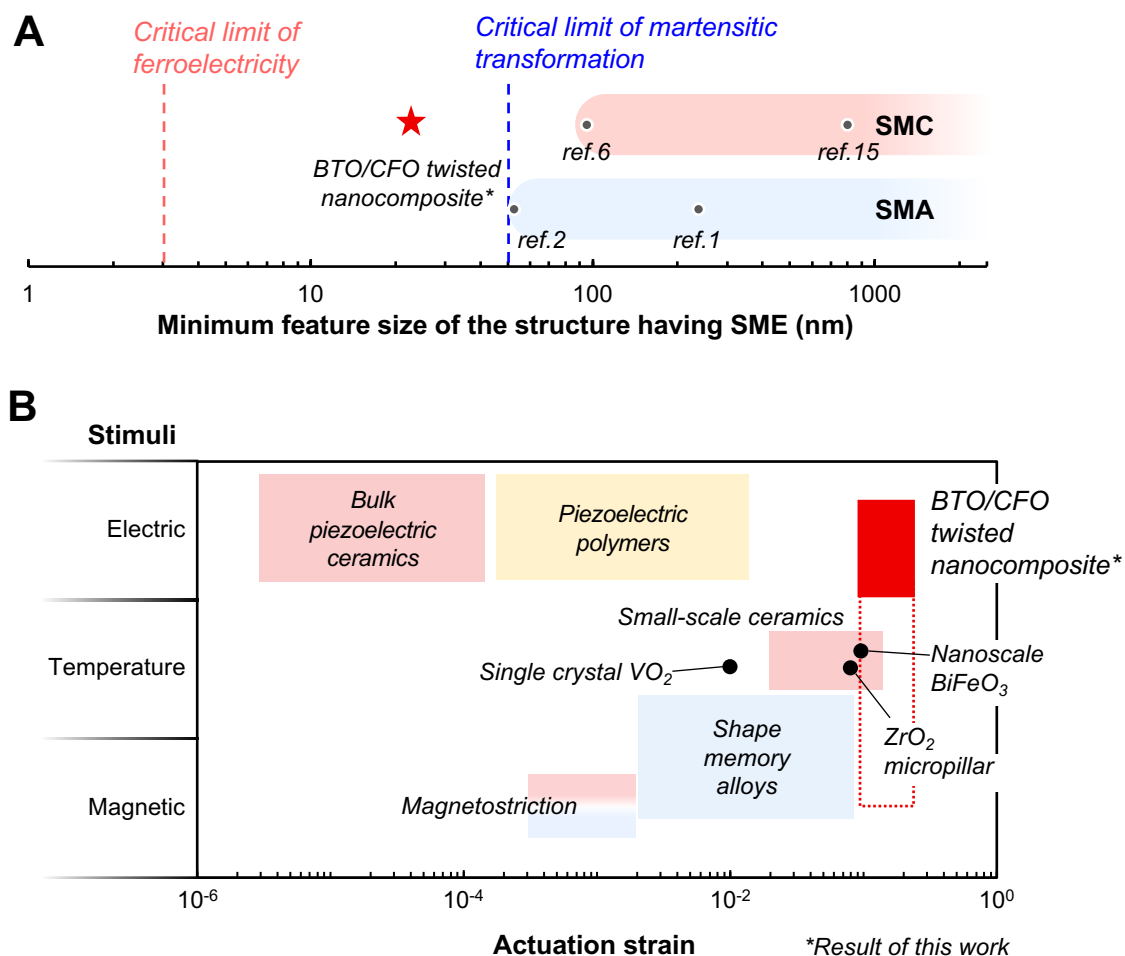 A
Critical limit of
ferroelectricity
Critical limit of martensitic
transformation
SMC
ref.6
ref.15
BTO/CFO twisted
nanocomposite*
SMA
ref.2
ref.1
1
10
100
1000
Minimum feature size of the structure having SME (nm)
B
Stimuli
Electric
Bulk
piezoelectric
ceramics
Piezoelectric
polymers
BTO/CFO
twisted
nanocomposite*
Temperature
Small-scale ceramics
Single crystal VO₂
Nanoscale
BiFeO₃
ZrO₂
micropillar
Shape
memory
alloys
Magnetic
Magnetostriction
10⁻⁶
10⁻⁴
10⁻²
10⁰
Actuation strain
*Result of this work